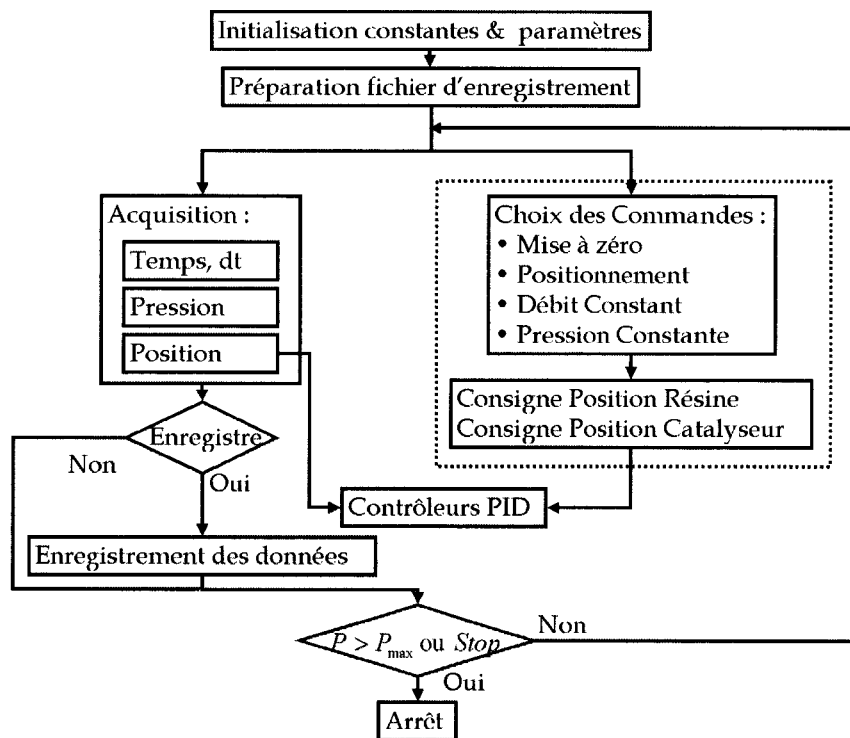 Initialisation constantes & paramètres
Préparation fichier d'enregistrement
Acquisition :
Temps, dt
Pression
Position
Choix des Commandes :
• Mise à zéro
• Positionnement
• Débit Constant
• Pression Constante
Consigne Position Résine
Consigne Position Catalyseur
Enregistre
Non
Oui
Contrôleurs PID
Enregistrement des données
P > Pmax ou Stop
Non
Oui
Arrêt